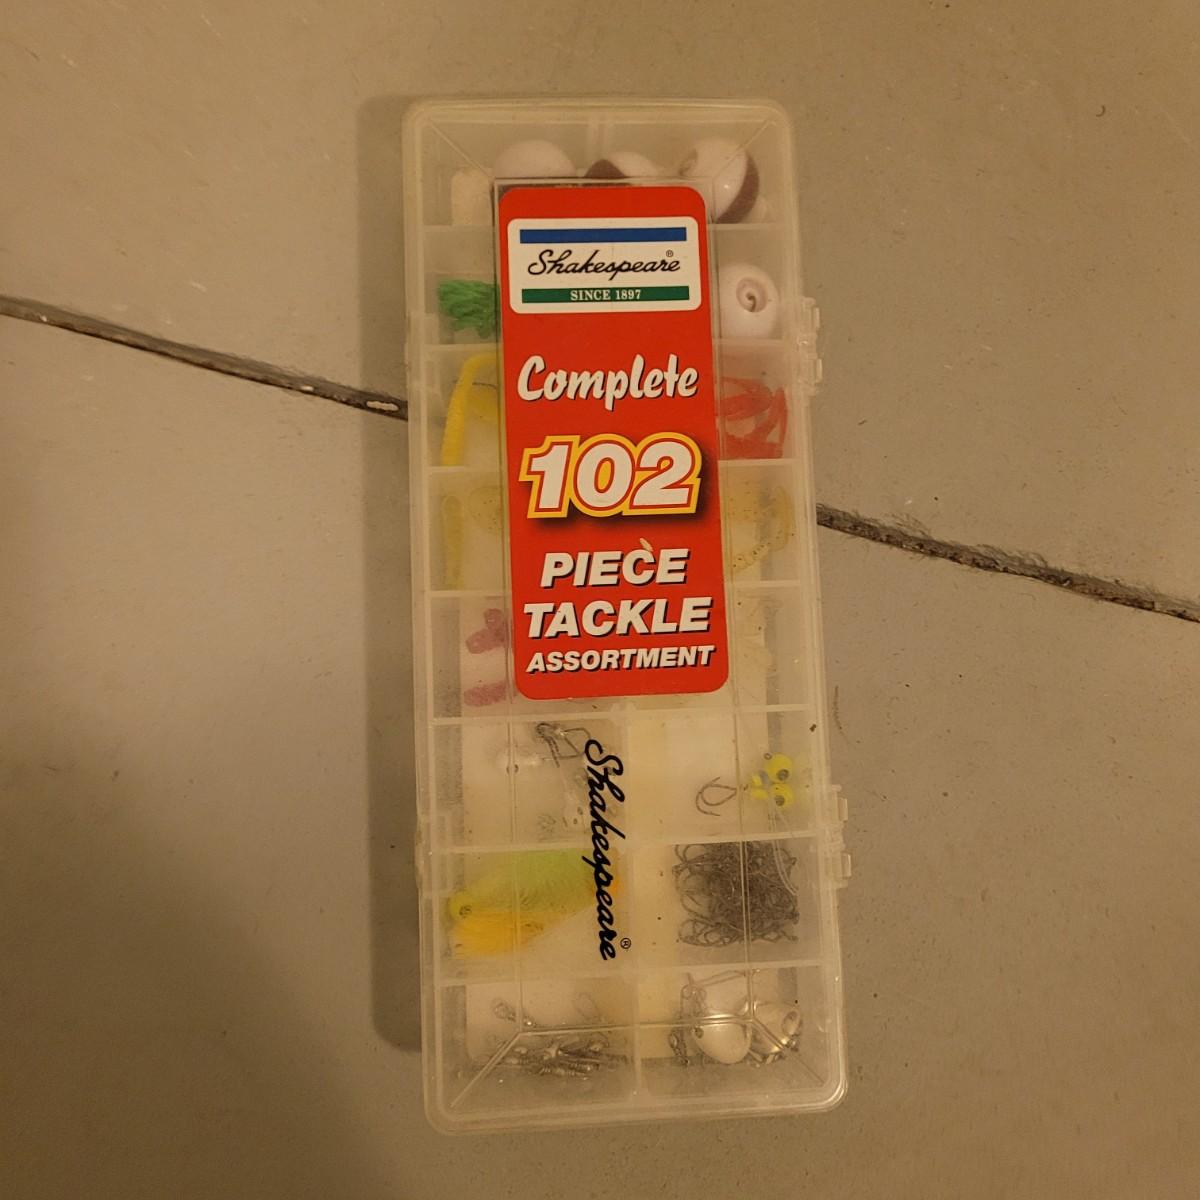 Shakespeare®
SINCE 1897
Complete
102
PIECE
TACKLE
ASSORTMENT
Shakespeare®